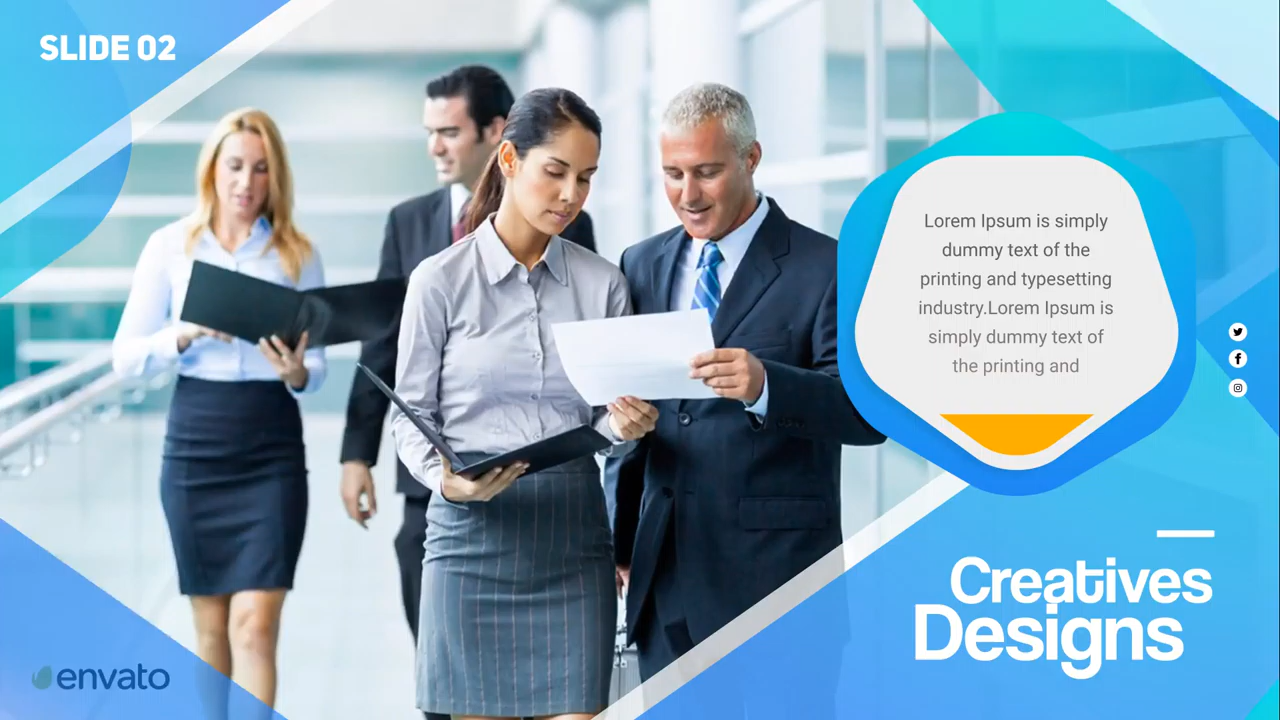 SLIDE 02
Lorem Ipsum is simply
dummy text of the
printing and typesetting
industry.Lorem Ipsum is
simply dummy text of
the printing and
Creatives
Designs
envato